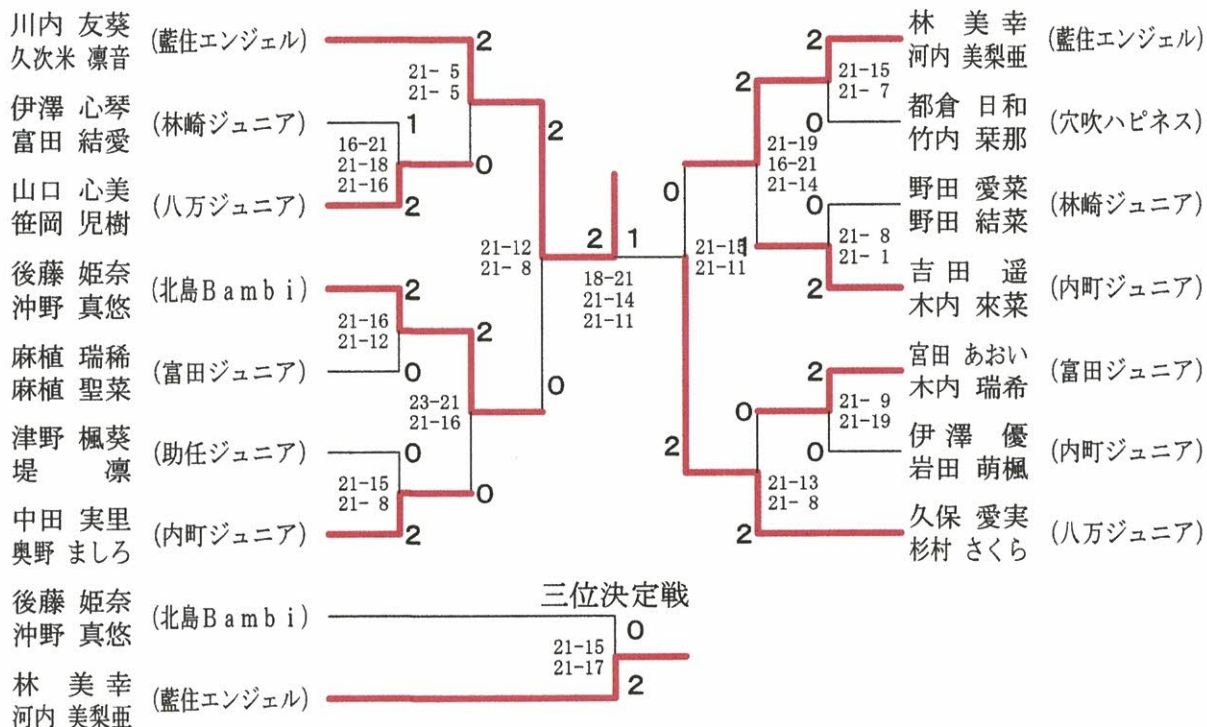 川内 友葵
久次米 凛音
(藍住エンジェル)
2
21- 5
21- 5
伊澤 心琴
富田 結愛
(林崎ジュニア)
1
16-21
21-18
21-16
0
山口 心美
笹岡 児樹
(八万ジュニア)
2
2
21-12
21- 8
後藤 姫奈
沖野 真悠
(北島Bambi)
2
21-16
21-12
2
麻植 瑞稀
麻植 聖菜
(富田ジュニア)
0
0
23-21
21-16
津野 楓葵
堤 凛
(助任ジュニア)
0
21-15
21- 8
0
中田 実里
奥野 ましろ
(内町ジュニア)
2
2
1
18-21
21-14
21-11
林 美幸
河内 美梨亜
(藍住エンジェル)
2
21-15
21- 7
2
都倉 日和
竹内 栞那
(穴吹ハピネス)
0
21-19
16-21
21-14
0
野田 愛菜
野田 結菜
(林崎ジュニア)
0
21- 8
21- 1
1
21-15
21-11
吉田 遥
木内 來菜
(内町ジュニア)
2
宮田 あおい
木内 瑞希
(富田ジュニア)
2
21- 9
21-19
0
伊澤 優
岩田 萌楓
(内町ジュニア)
0
2
21-13
21- 8
久保 愛実
杉村 さくら
(八万ジュニア)
2
三位決定戦
後藤 姫奈
沖野 真悠
(北島Bambi)
0
21-15
21-17
林 美幸
河内 美梨亜
(藍住エンジェル)
2